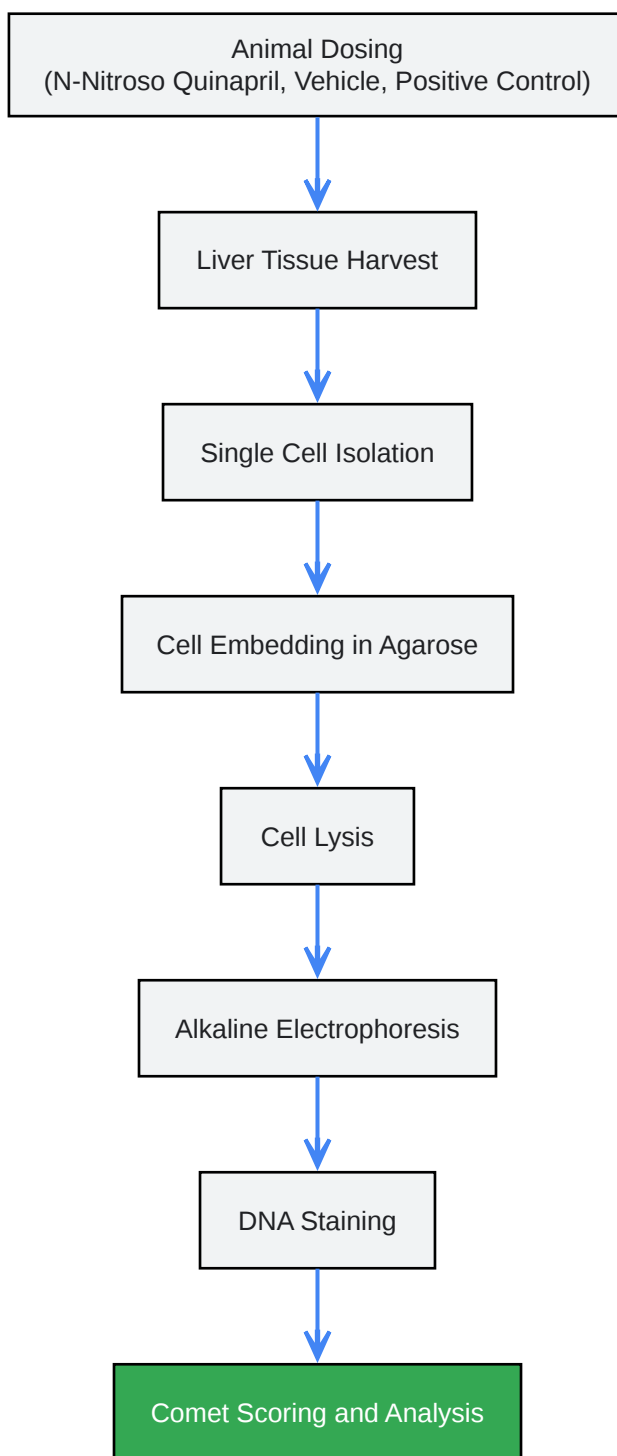 Animal Dosing
(N-Nitroso Quinapril, Vehicle, Positive Control)
Liver Tissue Harvest
Single Cell Isolation
Cell Embedding in Agarose
Cell Lysis
Alkaline Electrophoresis
DNA Staining
Comet Scoring and Analysis